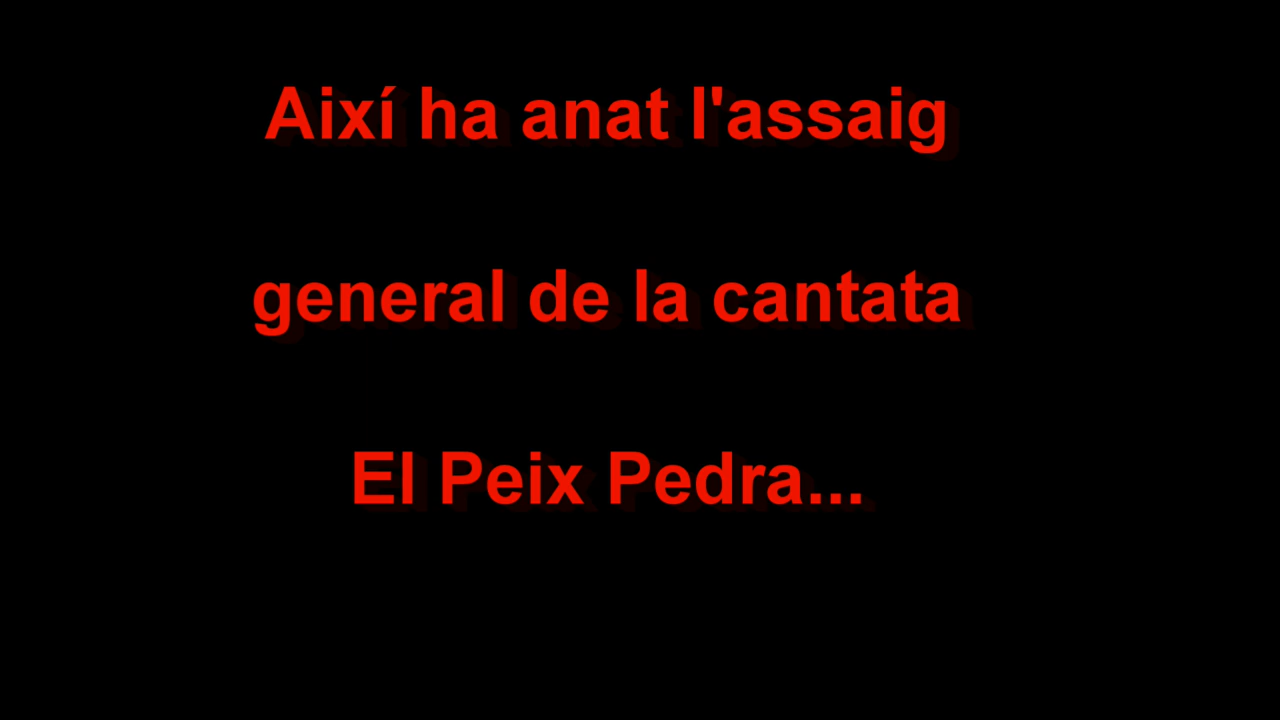 Així ha anat l'assaig
general de la cantata
El Peix Pedra...